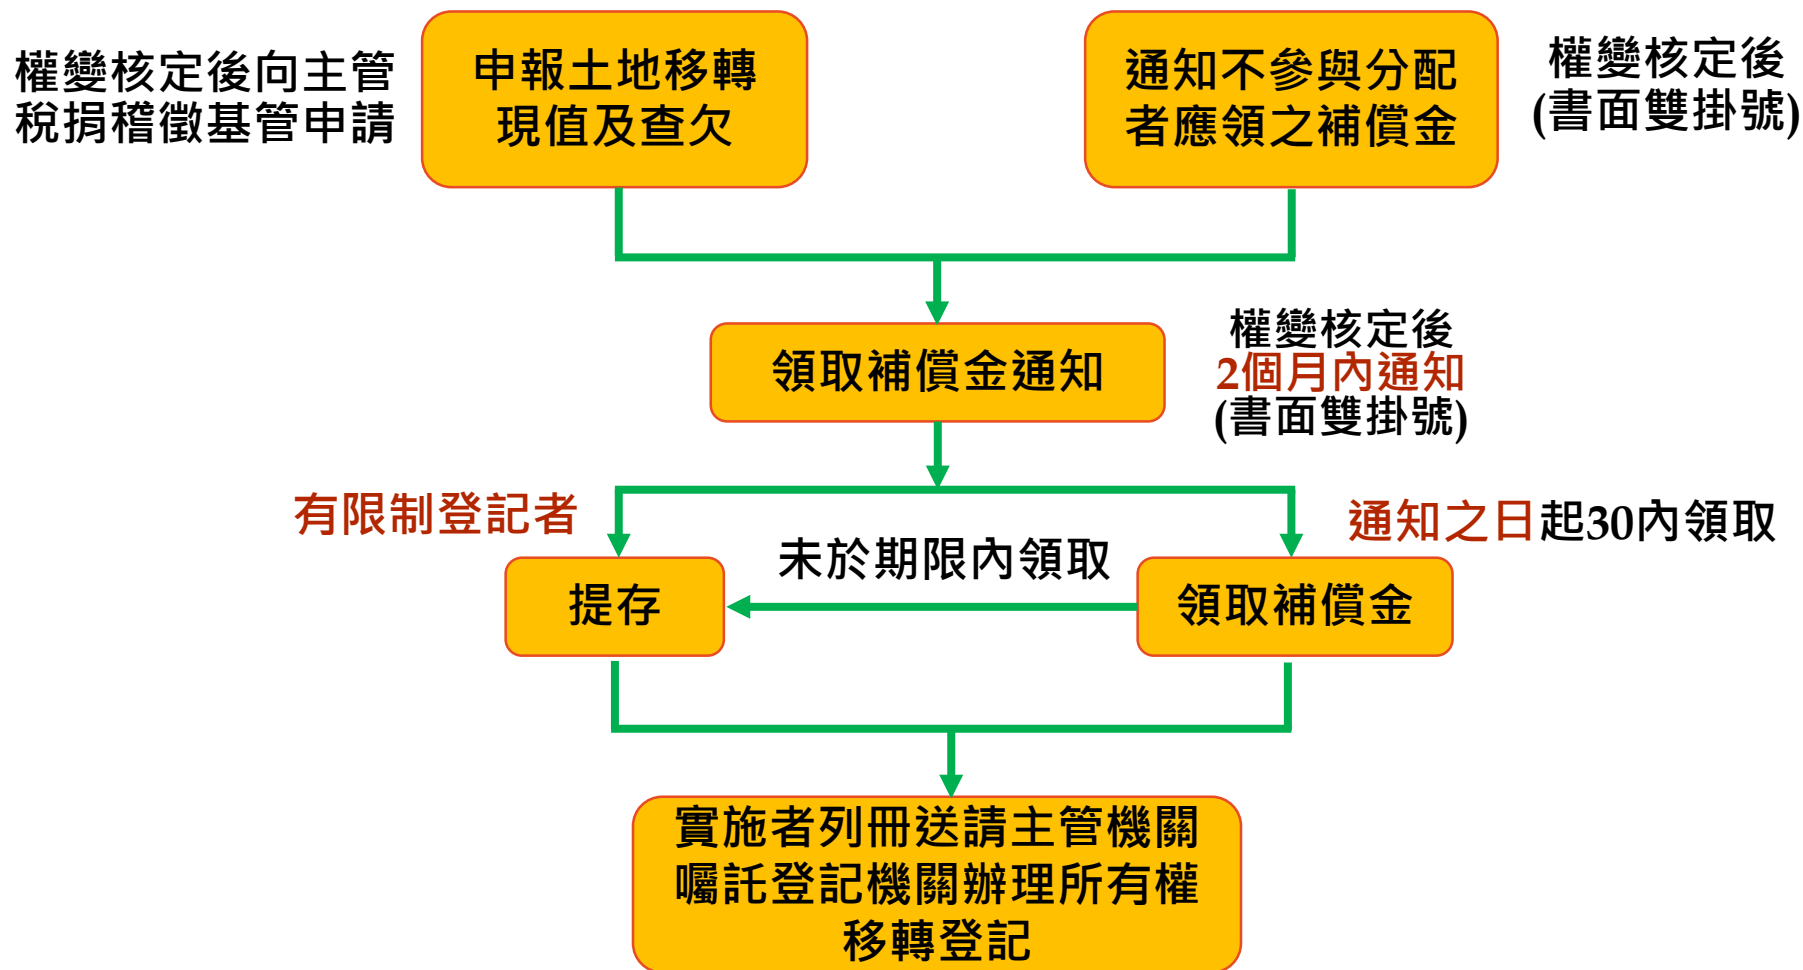 權變核定後向主管
稅捐稽徵基管申請
申報土地移轉
現值及查欠
通知不參與分配
者應領之補償金
權變核定後
(書面雙掛號)
領取補償金通知
權變核定後
2個月內通知
(書面雙掛號)
有限制登記者
通知之日起30內領取
未於期限內領取
提存
領取補償金
實施者列冊送請主管機關
囑託登記機關辦理所有權
移轉登記